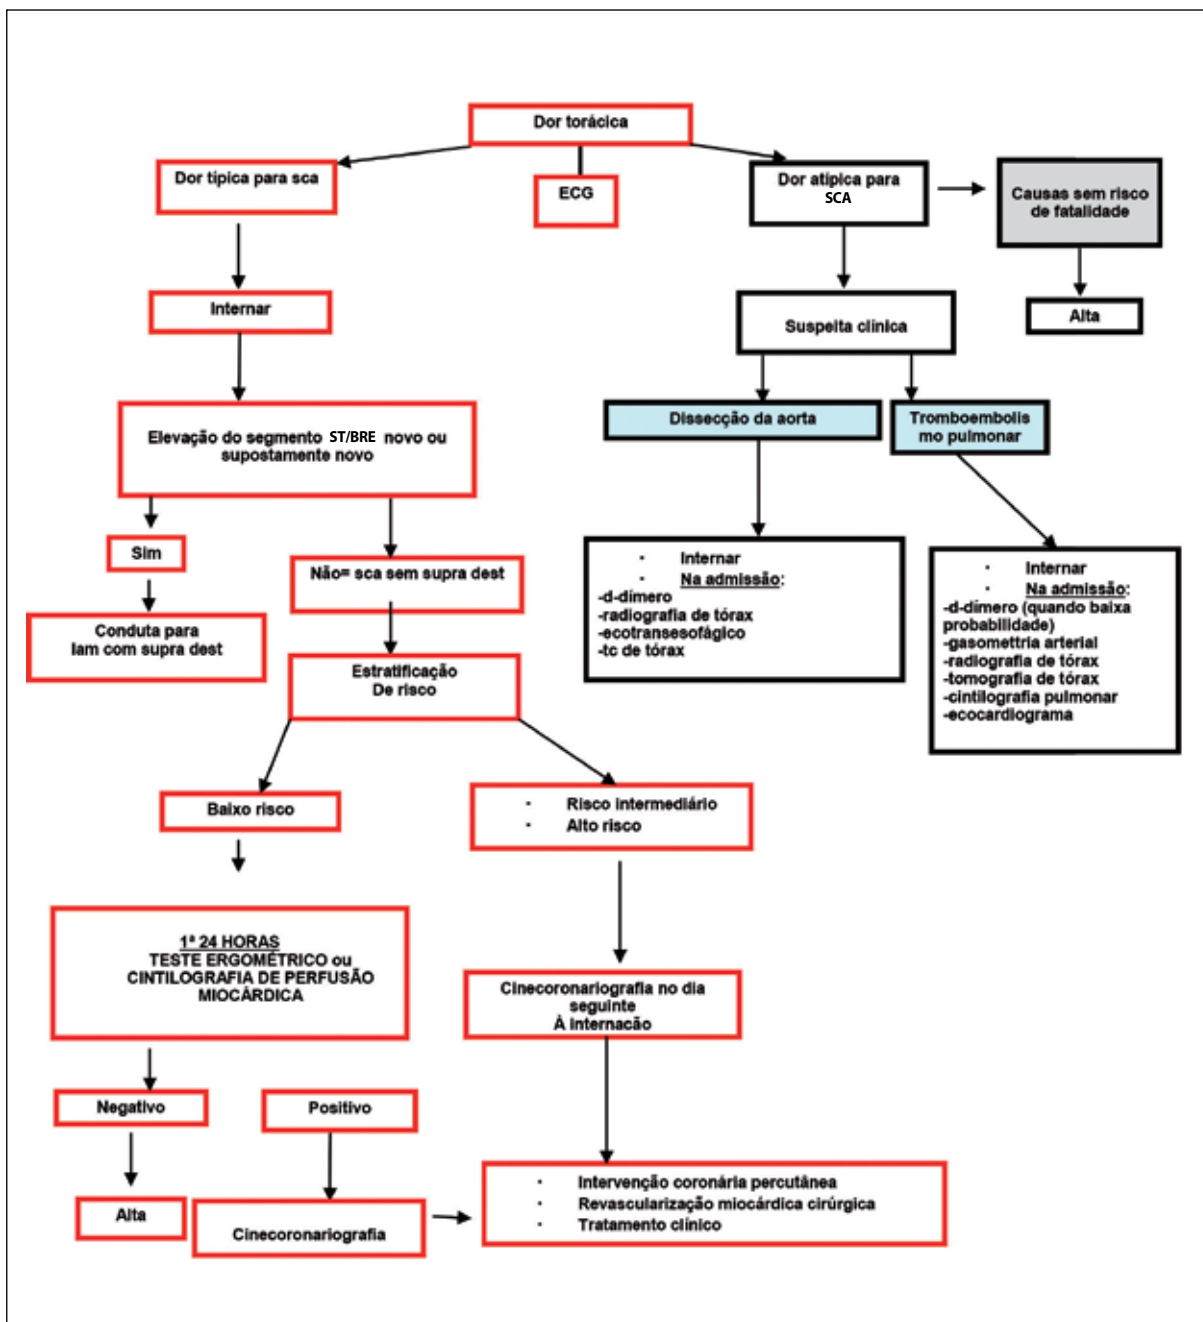 Dor torácica
Dor típica para sca
ECG
Dor atípica para
SCA
Causas sem risco
de fatalidade
Internar
Suspeita clínica
Alta
Elevação do segmento ST/BRE novo ou
supostamente novo
Dissecção da aorta
Tromboembolis
mo pulmonar
Sim
Não= sca sem supra dest
· Internar
· Na admissão:
-d-dímero
-radiografia de tórax
-ecotransesofágico
-tc de tórax
· Internar
· Na admissão:
-d-dímero (quando baixa
probabilidade)
-gasomettria arterial
-radiografia de tórax
-tomografia de tórax
-cintilografia pulmonar
-ecocardiograma
Conduta para
Iam com supra dest
Estratificação
De risco
Baixo risco
· Risco intermediário
· Alto risco
1ª 24 HORAS
TESTE ERGOMÉTRICO ou
CINTILOGRAFIA DE PERFUSÃO
MIOCÁRDICA
Cinecoronariografia no dia
seguinte
À internacão
Negativo
Positivo
Alta
Cinecoronariografia
· Intervenção coronária percutânea
· Revascularização miocárdica cirúrgica
· Tratamento clínico